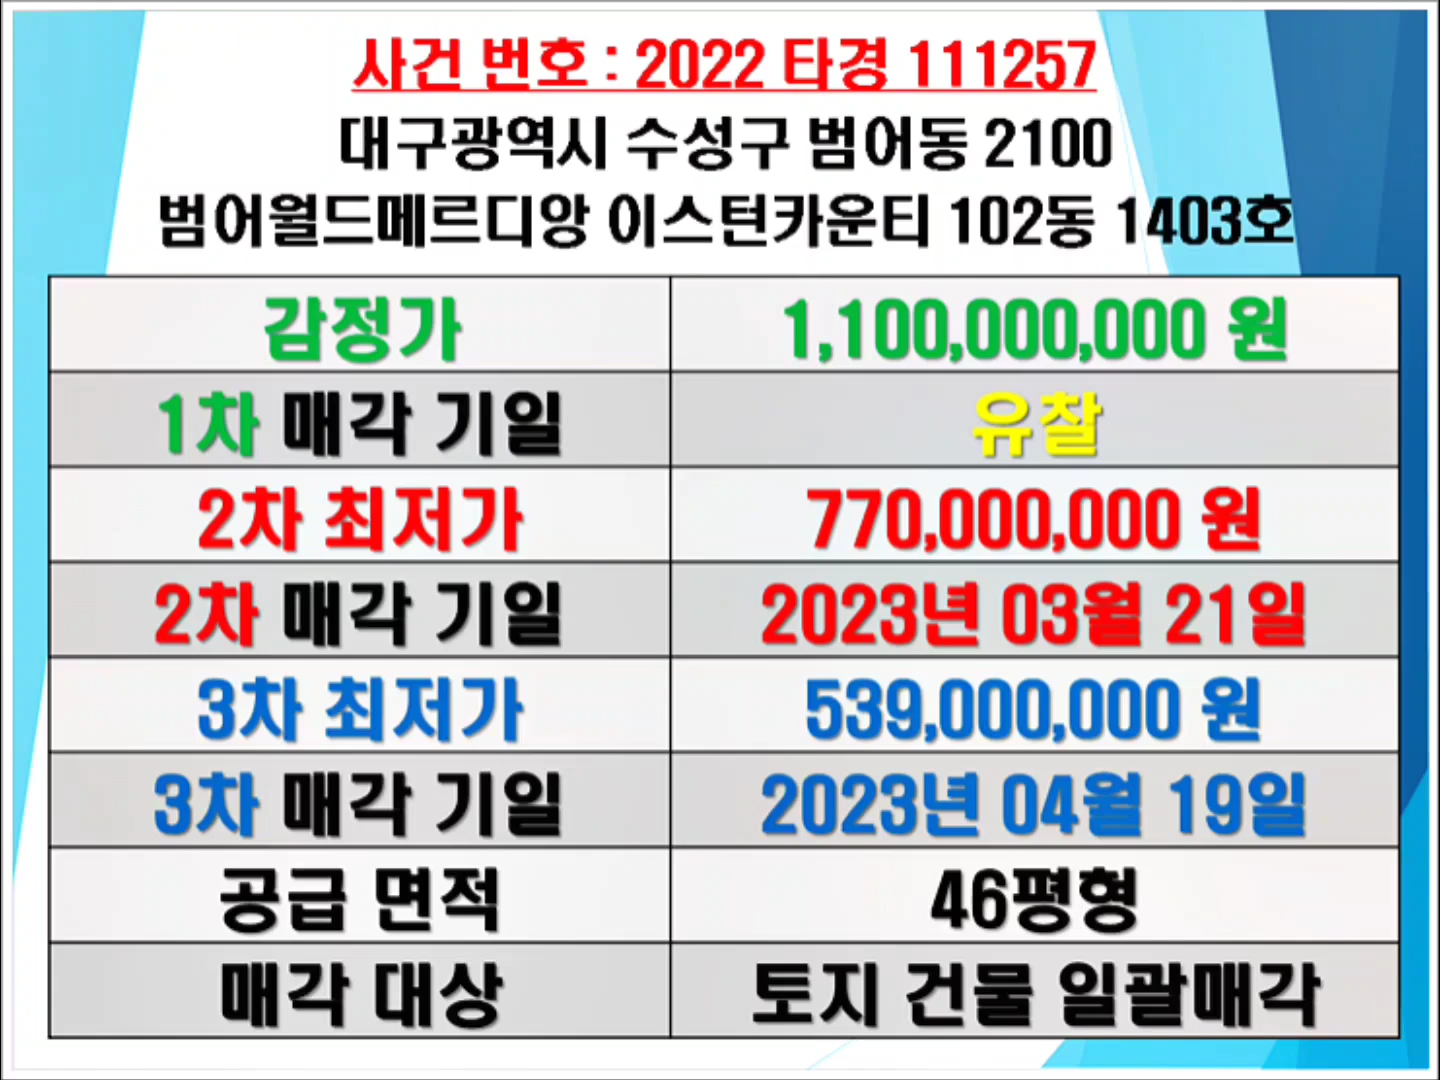 사건 번호 : 2022 타경 111257
대구광역시 수성구 범어동 2100
범어월드메르디앙 이스턴카운티 102동 1403호
감정가 1,100,000,000 원
1차 매각 기일 유찰
2차 최저가 770,000,000 원
2차 매각 기일 2023년 03월 21일
3차 최저가 539,000,000 원
3차 매각 기일 2023년 04월 19일
공급 면적 46평형
매각 대상 토지 건물 일괄매각